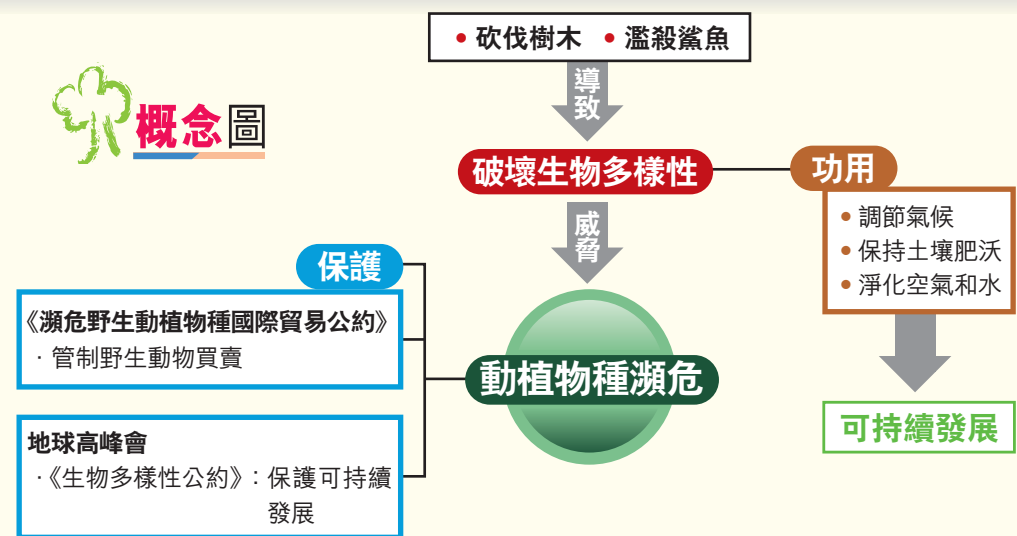 • 砍伐樹木 • 濫殺鯊魚
導致
概念圖
破壞生物多樣性
功用
• 調節氣候
• 保持土壤肥沃
• 淨化空氣和水
威脅
保護
《瀕危野生動植物種國際貿易公約》
· 管制野生動物買賣
動植物種瀕危
可持續發展
地球高峰會
·《生物多樣性公約》：保護可持續
發展